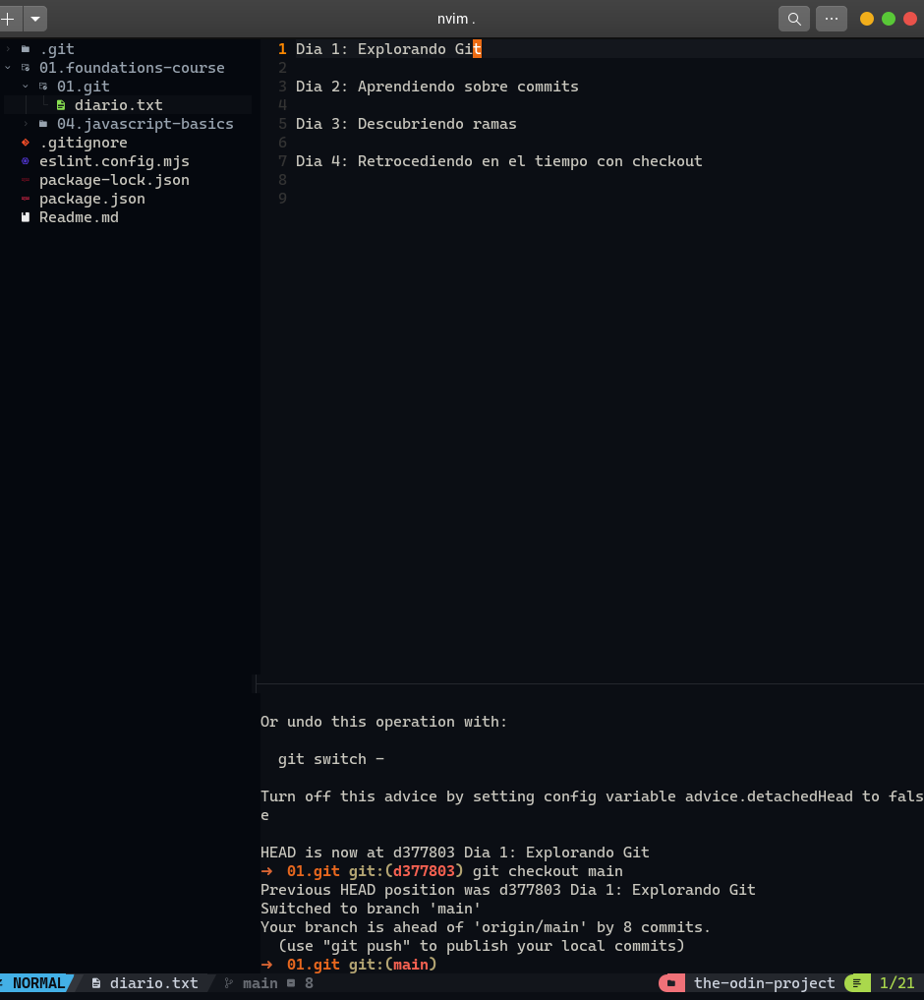 nvim .
.git
01.foundations-course
01.git
diario.txt
04.javascript-basics
.gitignore
eslint.config.mjs
package-lock.json
package.json
Readme.md
1 Dia 1: Explorando Git
2
3 Dia 2: Aprendiendo sobre commits
4
5 Dia 3: Descubriendo ramas
6
7 Dia 4: Retrocediendo en el tiempo con checkout
8
9
Or undo this operation with:
git switch -
Turn off this advice by setting config variable advice.detachedHead to fals
e
HEAD is now at d377803 Dia 1: Explorando Git
➜ 01.git git:(d377803) git checkout main
Previous HEAD position was d377803 Dia 1: Explorando Git
Switched to branch 'main'
Your branch is ahead of 'origin/main' by 8 commits.
(use "git push" to publish your local commits)
➜ 01.git git:(main)
NORMAL diario.txt main 8 the-odin-project 1/21